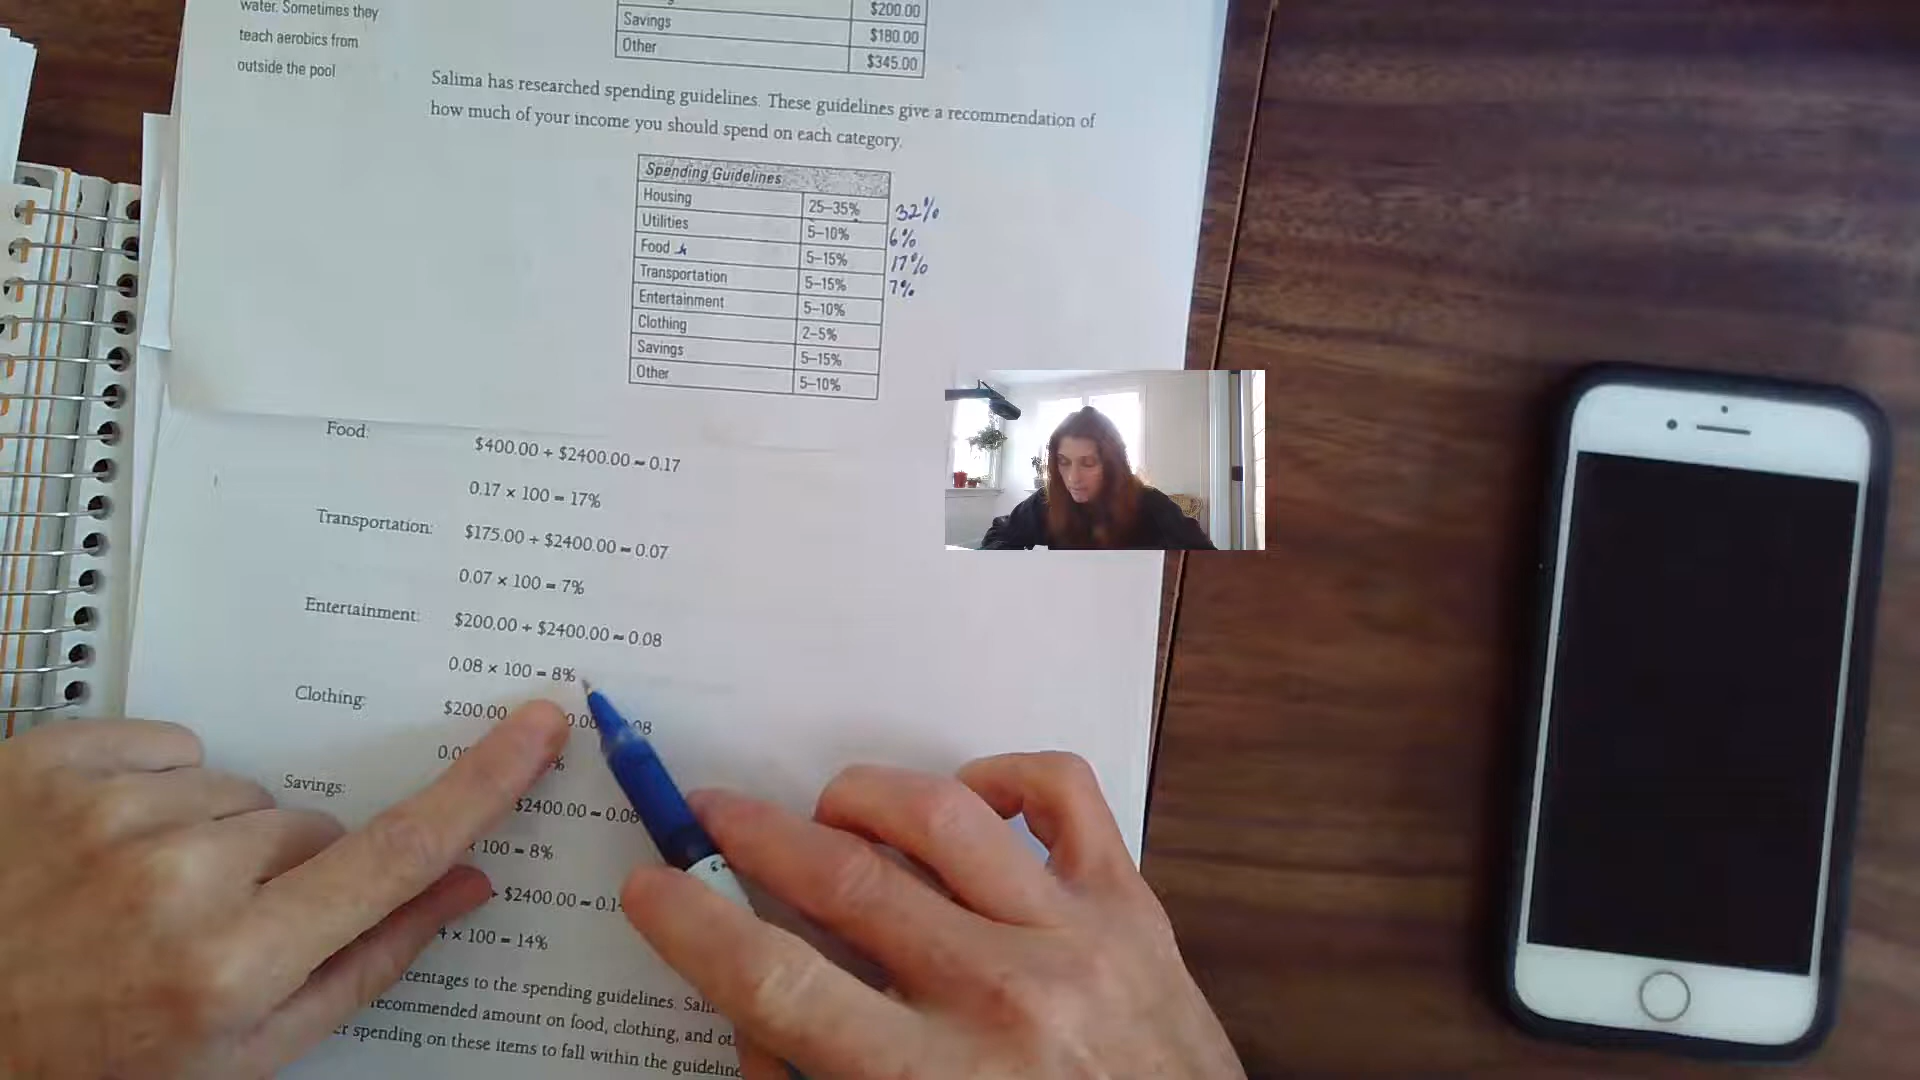 water. Sometimes they
teach aerobics from
outside the pool
$200.00
Savings $180.00
Other $345.00
Salima has researched spending guidelines. These guidelines give a recommendation of
how much of your income you should spend on each category.
Spending Guidelines
Housing 25–35% 32%
Utilities 5–10% 6%
Food 5–15% 17%
Transportation 5–15% 7%
Entertainment 5–10%
Clothing 2–5%
Savings 5–15%
Other 5–10%
Food: $400.00 ÷ $2400.00 ≈ 0.17
0.17 × 100 = 17%
Transportation: $175.00 ÷ $2400.00 ≈ 0.07
0.07 × 100 = 7%
Entertainment: $200.00 ÷ $2400.00 ≈ 0.08
0.08 × 100 = 8%
Clothing: $200.00
Savings: $2400.00 ≈ 0.08
× 100 = 8%
÷ $2400.00 ≈ 0.14
4 × 100 = 14%
to the spending guidelines.
recommended amount on food, clothing, and
spending on these items to fall within the